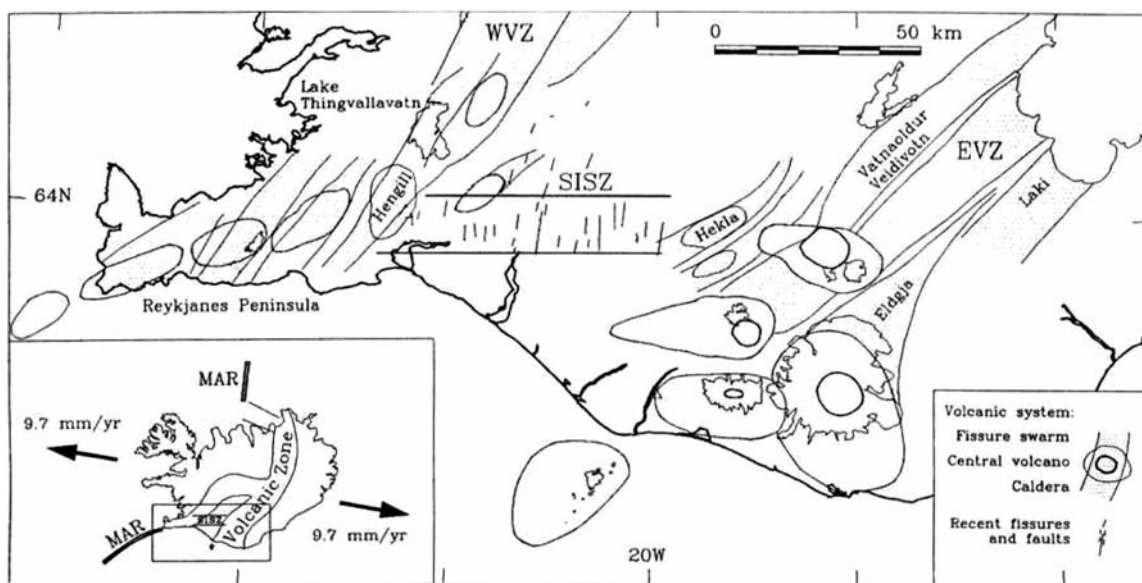 WVZ
0 50 km
Lake
Thingvallavatn
Vatnaoldur
Veldivotn
EVZ
Laki
64N
Hengill
SISZ
Hekla
Reykjanes Peninsula
Eldgja
MAR
9.7 mm/yr
Volcanic Zone
SISZ
MAR
9.7 mm/yr
20W
Volcanic system:
Fissure swarm
Central volcano
Caldera
Recent fissures
and faults